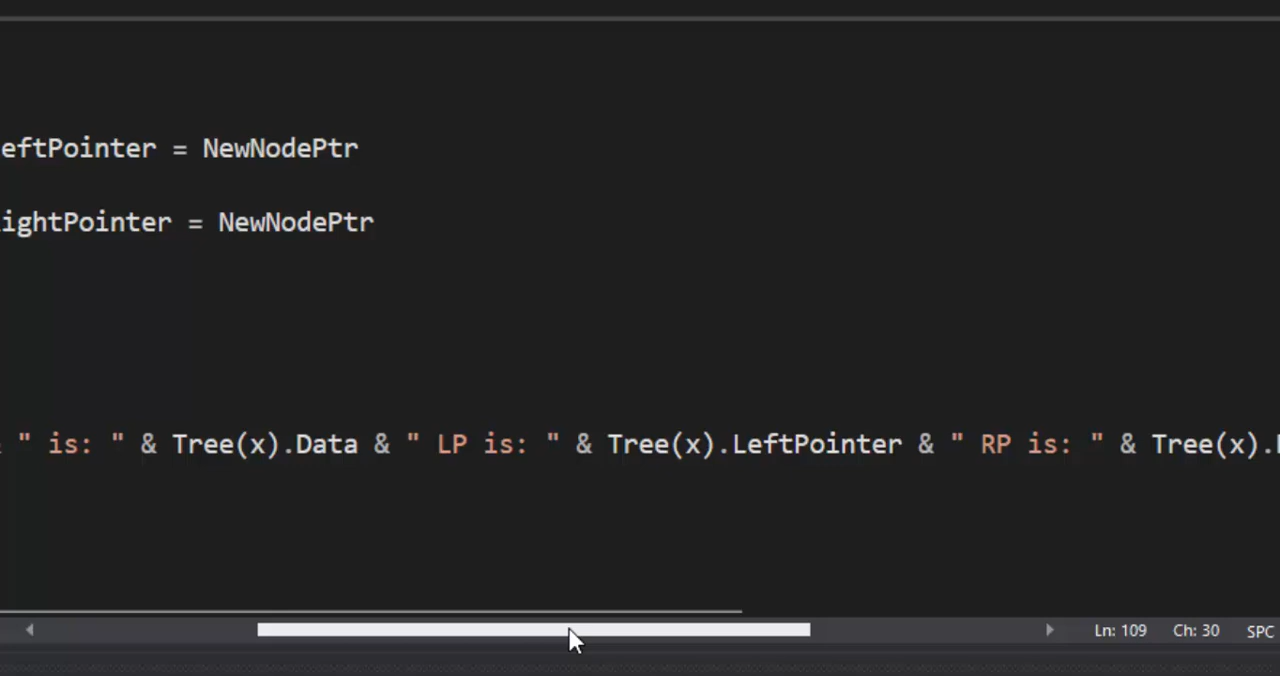 eftPointer = NewNodePtr
ightPointer = NewNodePtr
" is: " & Tree(x).Data & " LP is: " & Tree(x).LeftPointer & " RP is: " & Tree(x).
Ln: 109 Ch: 30 SPC